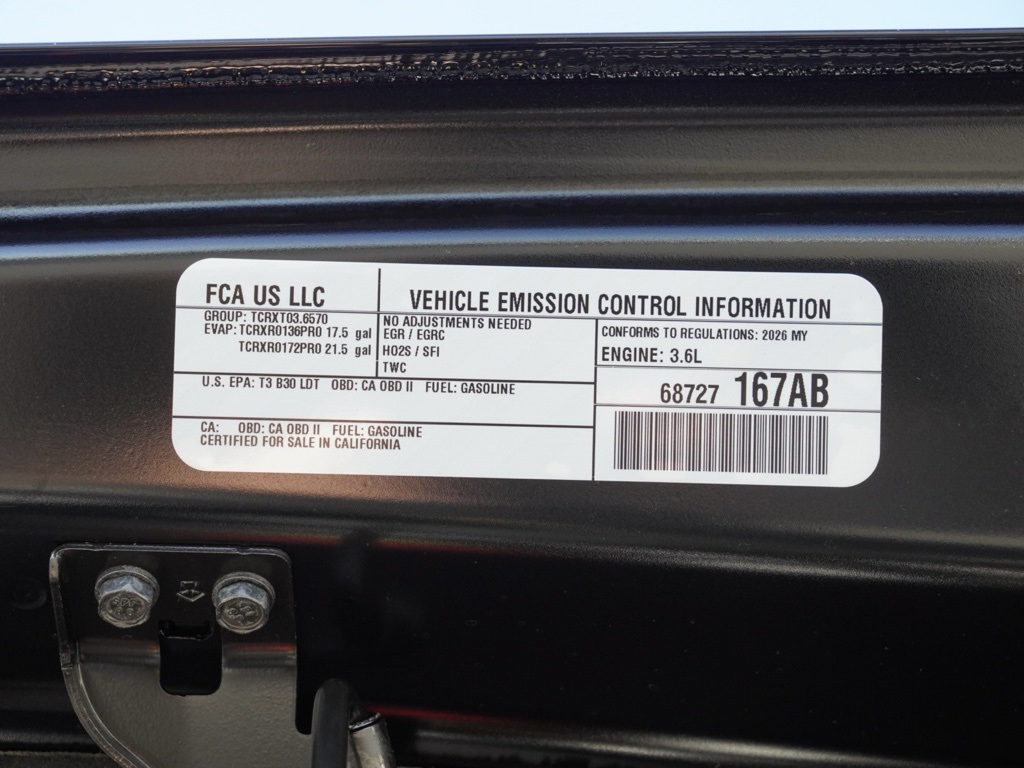 FCA US LLC
GROUP: TCRXT03.6570
EVAP: TCRXR0136PR0 17.5 gal
TCRXR0172PR0 21.5 gal
VEHICLE EMISSION CONTROL INFORMATION
NO ADJUSTMENTS NEEDED
EGR / EGRC
HO2S / SFI
TWC
CONFORMS TO REGULATIONS: 2026 MY
ENGINE: 3.6L
68727 167AB
U.S. EPA: T3 B30 LDT OBD: CA OBD II FUEL: GASOLINE
CA: OBD: CA OBD II FUEL: GASOLINE
CERTIFIED FOR SALE IN CALIFORNIA